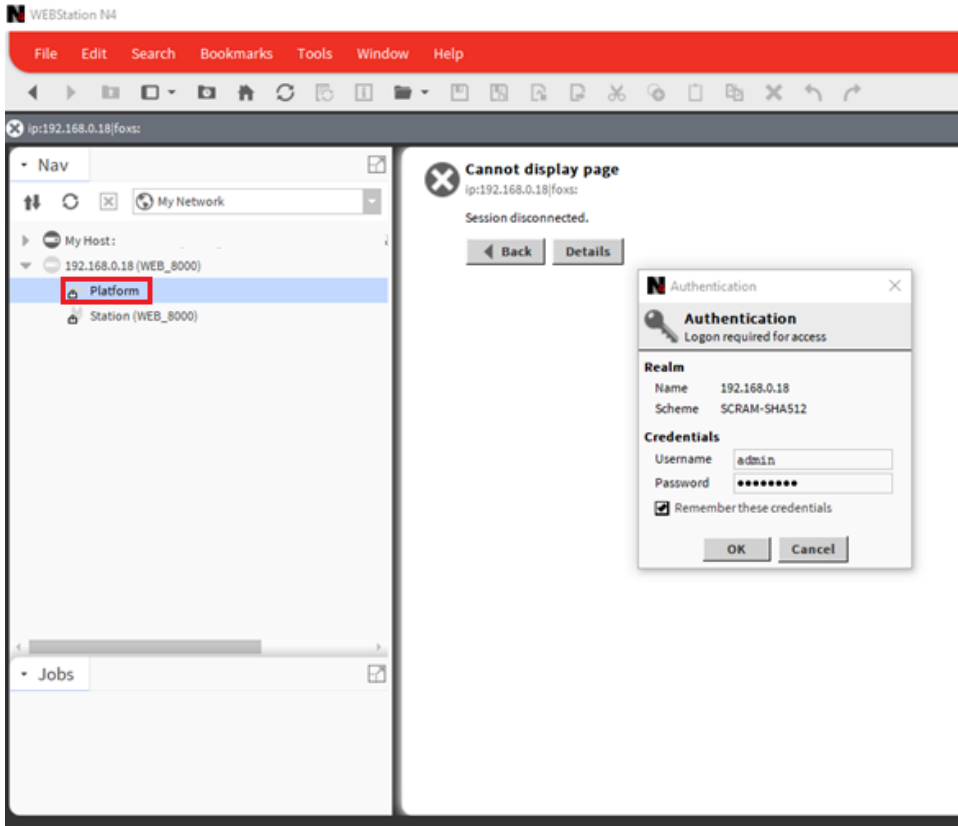 WEBStation N4
File Edit Search Bookmarks Tools Window Help
ip:192.168.0.18|foxs:
Nav
My Network
My Host:
192.168.0.18 (WEB_8000)
Platform
Station (WEB_8000)
Jobs
Cannot display page
ip:192.168.0.18|foxs:
Session disconnected.
Back Details
Authentication
Authentication
Logon required for access
Realm
Name 192.168.0.18
Scheme SCRAM-SHA512
Credentials
Username admin
Password ••••••••
Remember these credentials
OK Cancel